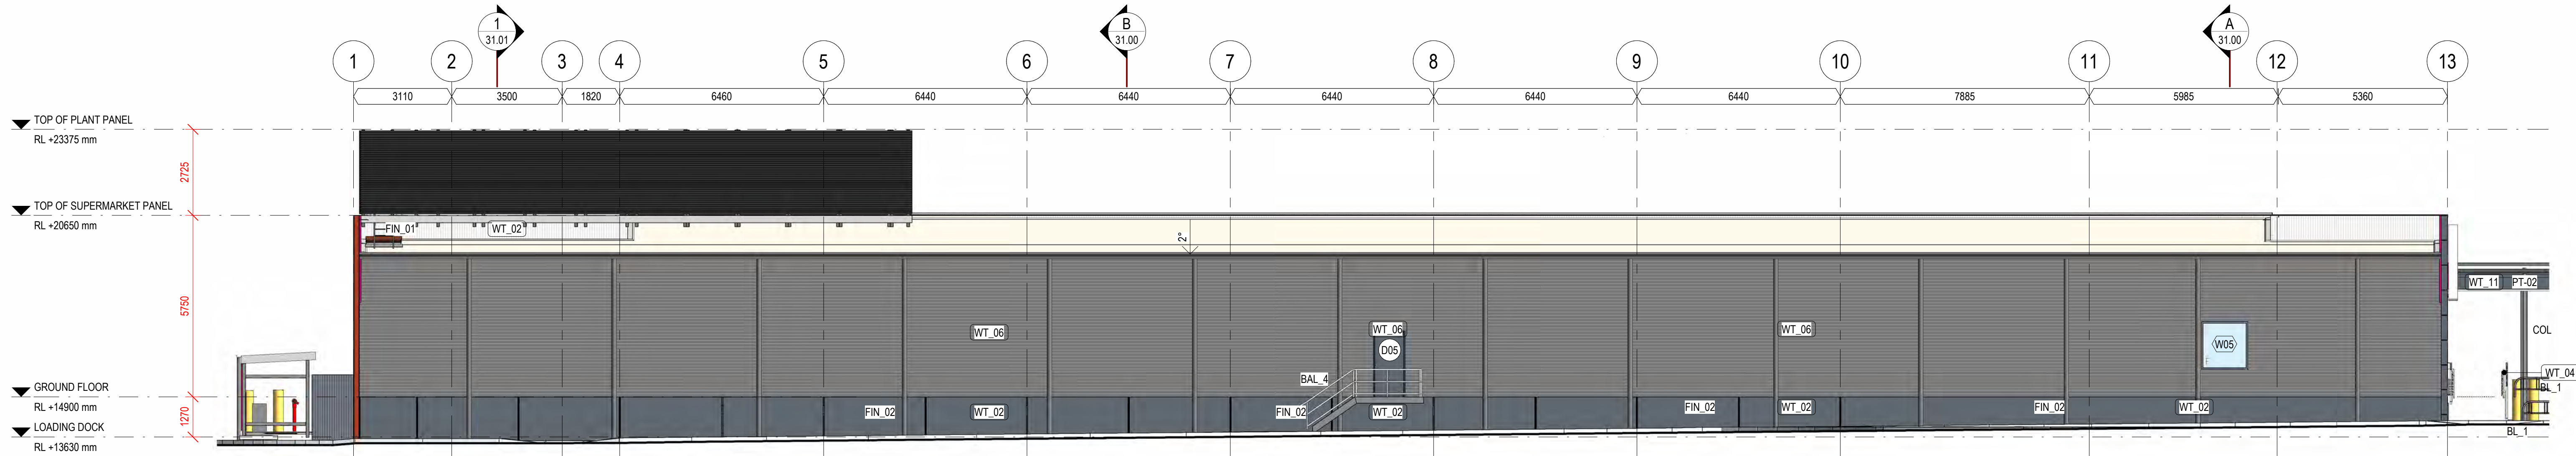 1
31.01
B
31.00
A
31.00
1
2
3
4
5
6
7
8
9
10
11
12
13
3110
3500
1820
6460
6440
6440
6440
6440
6440
7885
5985
5360
TOP OF PLANT PANEL
RL +23375 mm
2725
TOP OF SUPERMARKET PANEL
RL +20650 mm
FIN_01
WT_02
2°
WT_11
PT-02
5750
WT_06
WT_06
WT_06
COL
D05
W05
BAL_4
WT_04
BL_1
GROUND FLOOR
RL +14900 mm
1270
FIN_02
WT_02
FIN_02
WT_02
FIN_02
WT_02
FIN_02
WT_02
LOADING DOCK
RL +13630 mm
BL_1